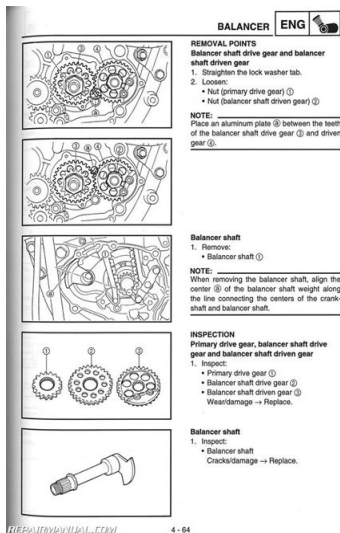 BALANCER
ENG
REMOVAL POINTS
Balancer shaft drive gear and balancer
shaft driven gear
1. Straighten the lock washer tab.
2. Loosen:
• Nut (primary drive gear) ①
• Nut (balancer shaft driven gear) ②
NOTE:
Place an aluminum plate ⓐ between the teeth
of the balancer shaft drive gear ③ and driven
gear ④.
Balancer shaft
1. Remove:
• Balancer shaft ①
NOTE:
When removing the balancer shaft, align the
center ⓐ of the balancer shaft weight along
the line connecting the centers of the crank-
shaft and balancer shaft.
① ② ③
INSPECTION
Primary drive gear, balancer shaft drive
gear and balancer shaft driven gear
1. Inspect:
• Primary drive gear ①
• Balancer shaft drive gear ②
• Balancer shaft driven gear ③
Wear/damage → Replace.
Balancer shaft
1. Inspect:
• Balancer shaft
Cracks/damage → Replace.
REPAIRMANUAL.COM
4 - 64